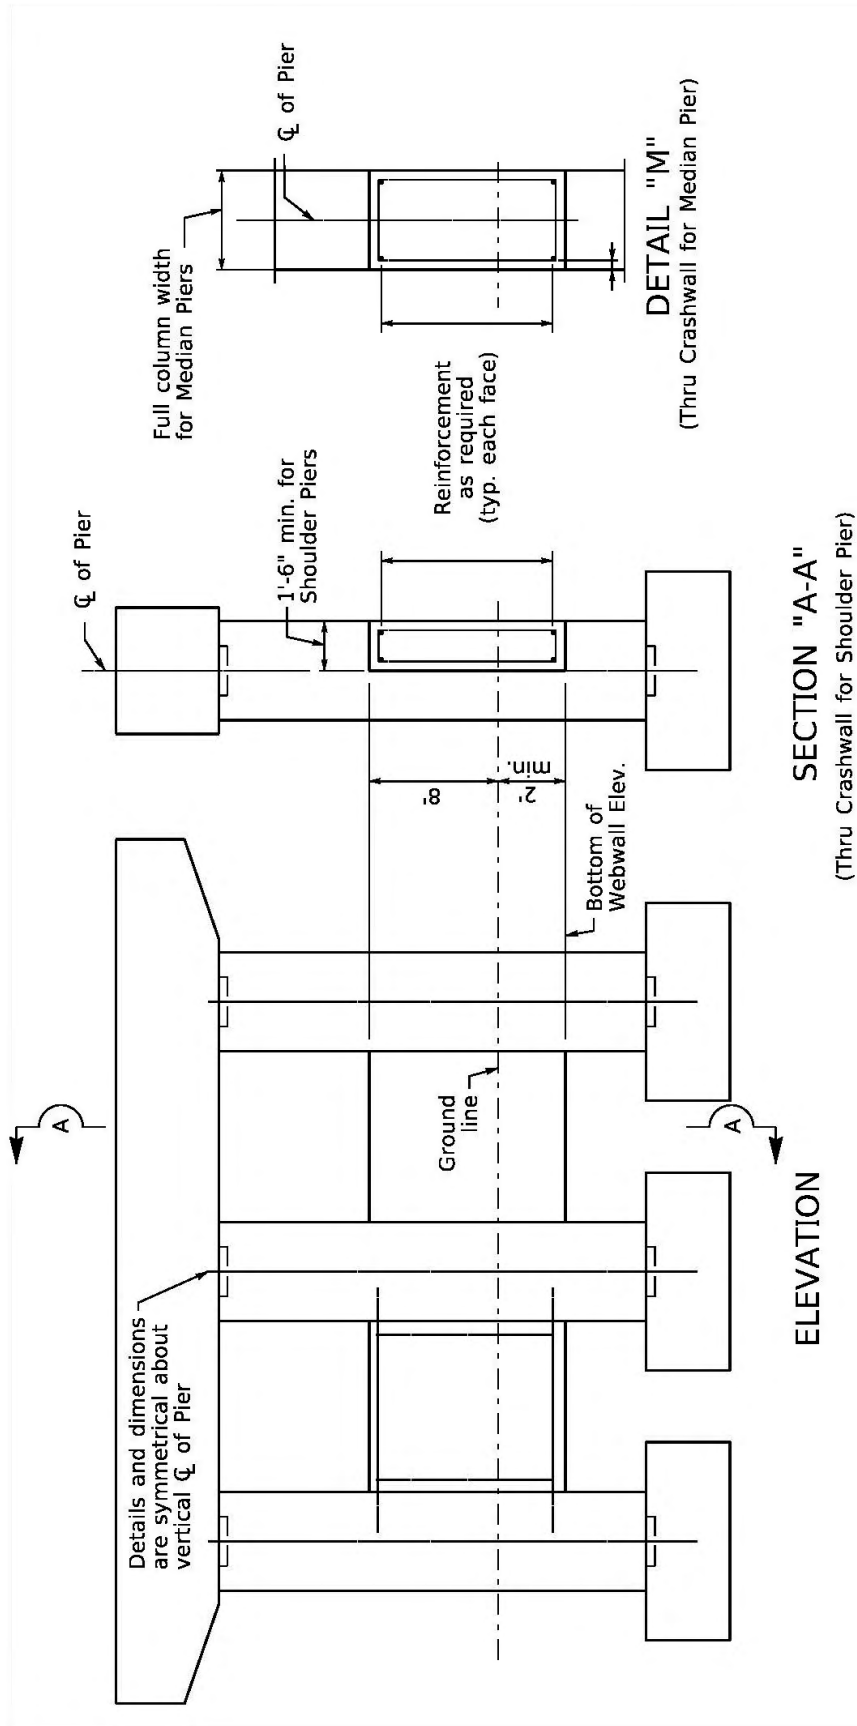 Details and dimensions
are symmetrical about
vertical ℄ of Pier
A
A
Ground
line
Bottom of
Webwall Elev.
ELEVATION
℄ of Pier
1'-6" min. for
Shoulder Piers
8'
2'
min.
SECTION "A-A"
(Thru Crashwall for Shoulder Pier)
Full column width
for Median Piers
℄ of Pier
Reinforcement
as required
(typ. each face)
DETAIL "M"
(Thru Crashwall for Median Pier)